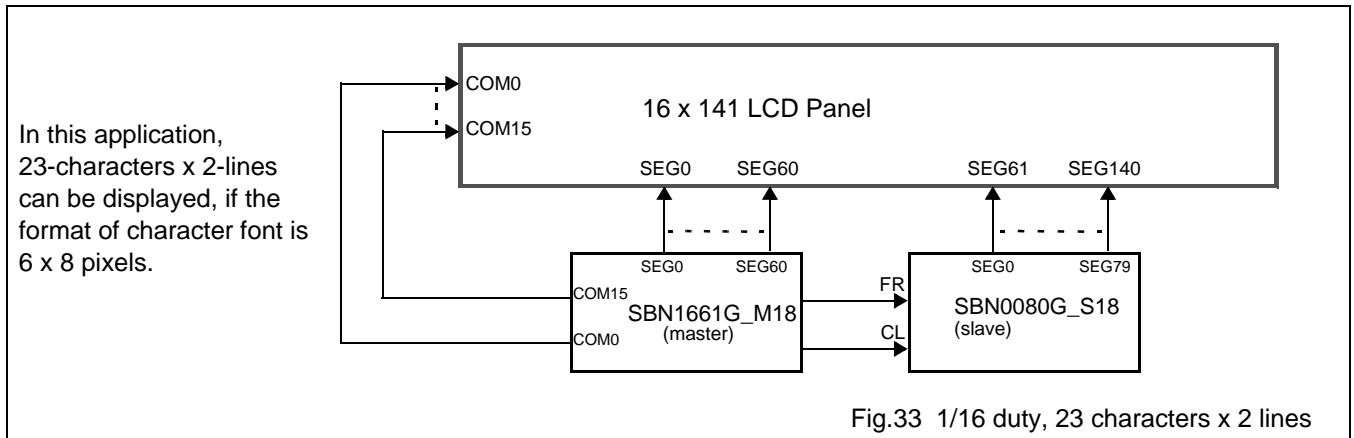 In this application,
23-characters x 2-lines
can be displayed, if the
format of character font is
6 x 8 pixels.
COM0
COM15
16 x 141 LCD Panel
SEG0 SEG60 SEG61 SEG140
SEG0 SEG60
COM15
SBN1661G_M18
(master)
COM0
FR
CL
SEG0 SEG79
SBN0080G_S18
(slave)
Fig.33 1/16 duty, 23 characters x 2 lines